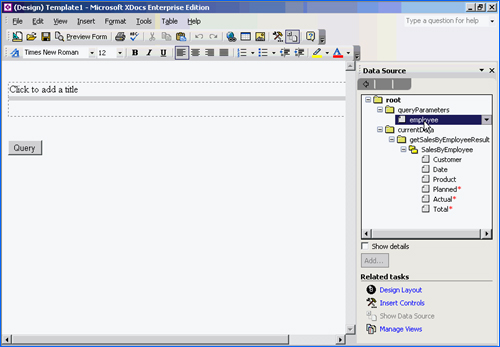 (Design) Template1 - Microsoft XDocs Enterprise Edition
File Edit View Insert Format Tools Table Help
Type a question for help
Preview Form
Times New Roman 12 B I U
Data Source
Click to add a title
Query
root
queryParameters
employee
currentData
getSalesByEmployeeResult
SalesByEmployee
Customer
Date
Product
Planned*
Actual*
Total*
Show details
Add...
Related tasks
Design Layout
Insert Controls
Show Data Source
Manage Views